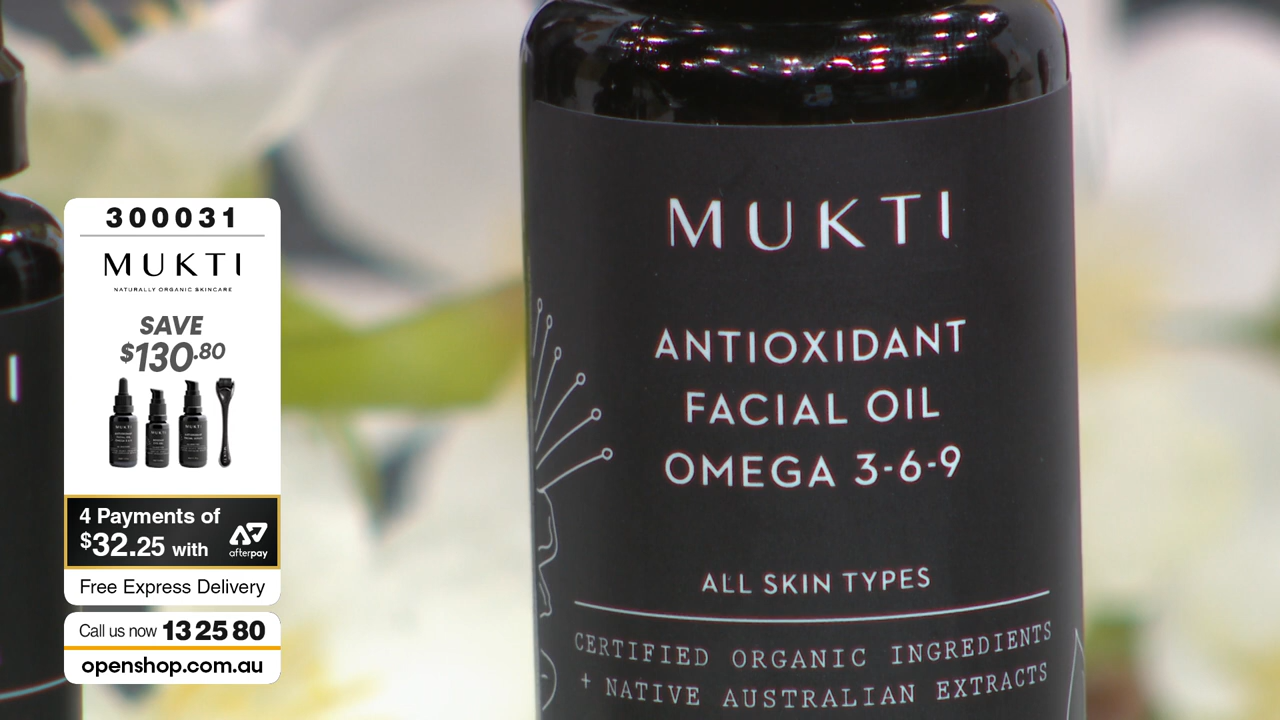 300031
MUKTI
NATURALLY ORGANIC SKINCARE
SAVE
$130.80
4 Payments of
$32.25 with
afterpay
Free Express Delivery
Call us now 13 25 80
openshop.com.au
MUKTI
ANTIOXIDANT
FACIAL OIL
OMEGA 3-6-9
ALL SKIN TYPES
CERTIFIED ORGANIC INGREDIENTS
+ NATIVE AUSTRALIAN EXTRACTS